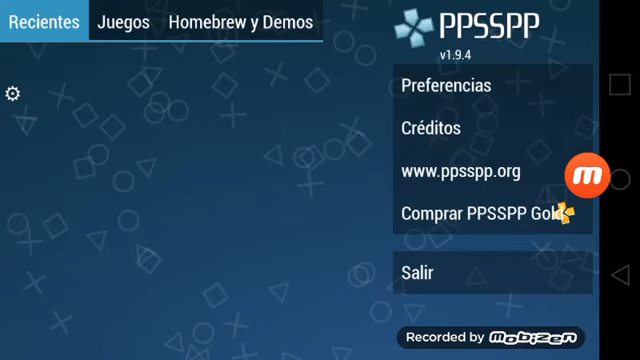 Recientes Juegos Homebrew y Demos
PPSSPP
v1.9.4
Preferencias
Créditos
www.ppsspp.org
Comprar PPSSPP Gold
Salir
Recorded by mobizen